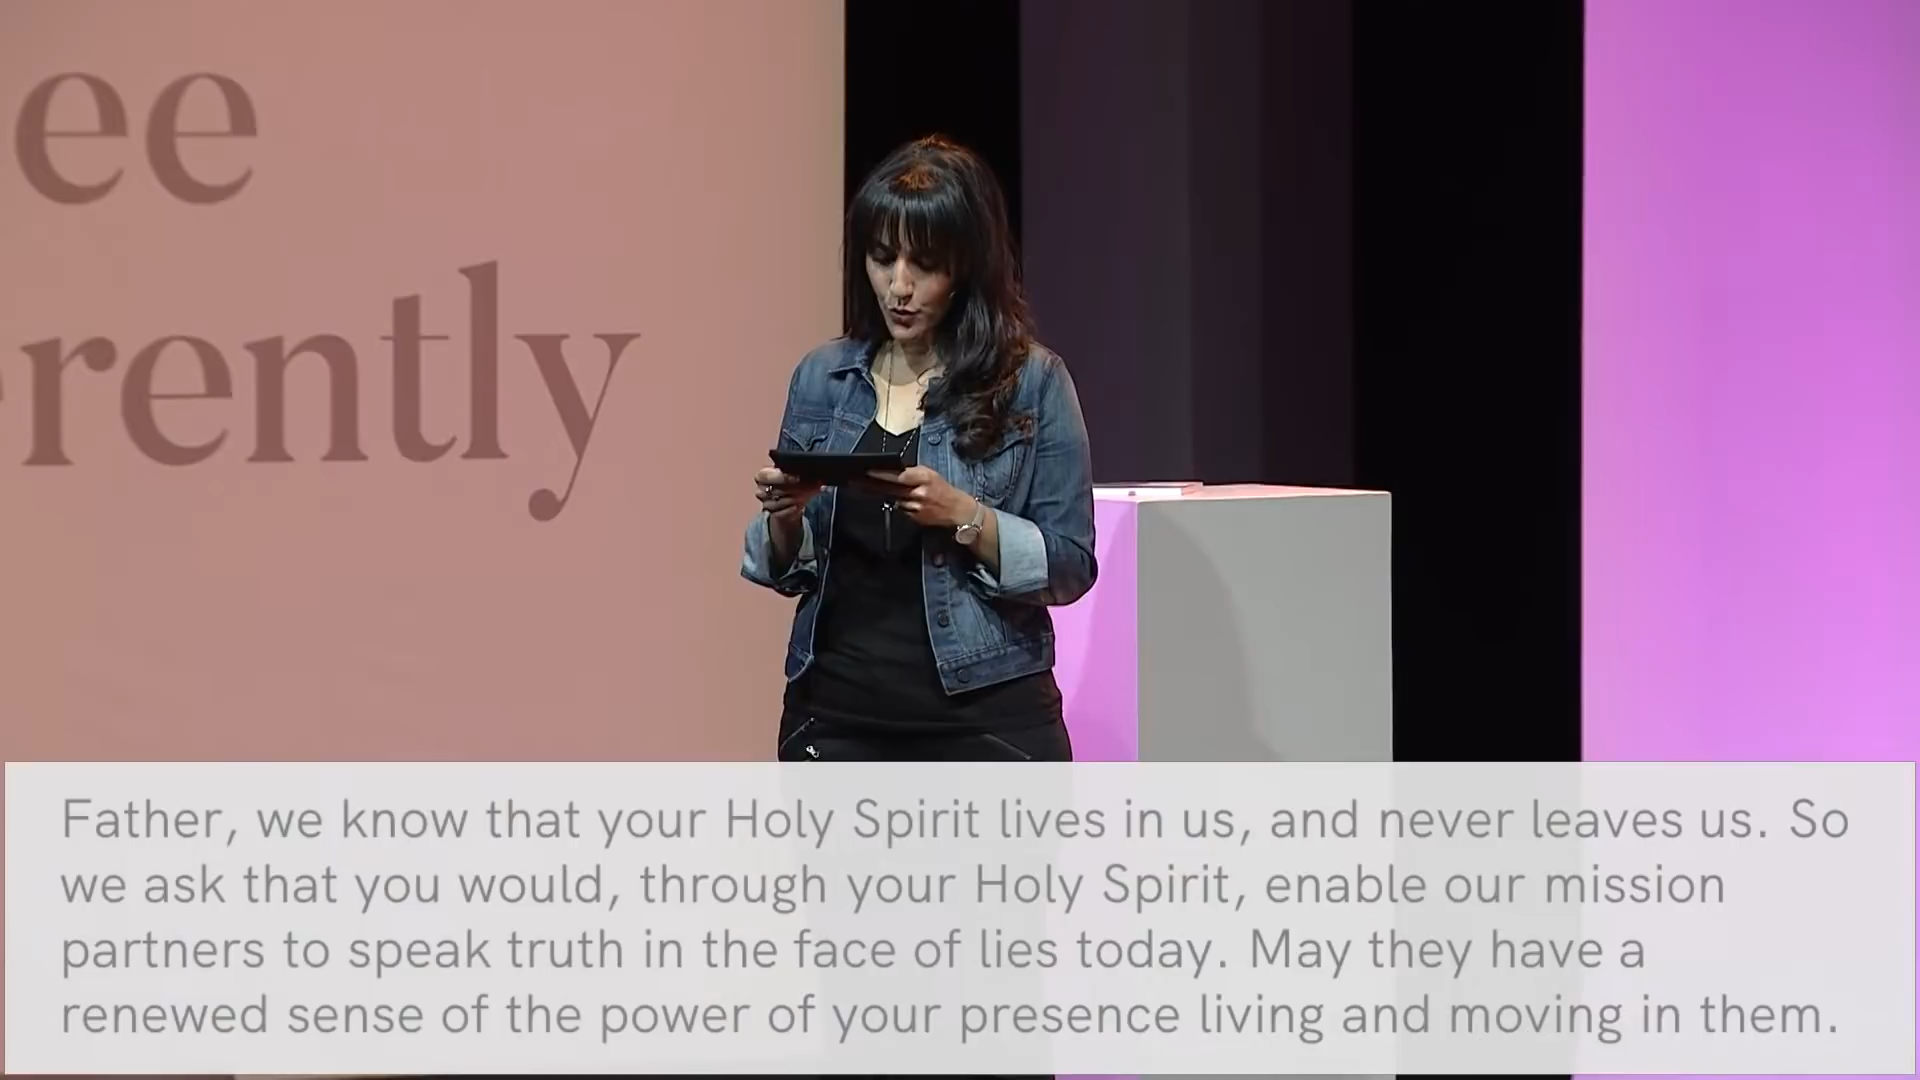 ee
erently
Father, we know that your Holy Spirit lives in us, and never leaves us. So
we ask that you would, through your Holy Spirit, enable our mission
partners to speak truth in the face of lies today. May they have a
renewed sense of the power of your presence living and moving in them.